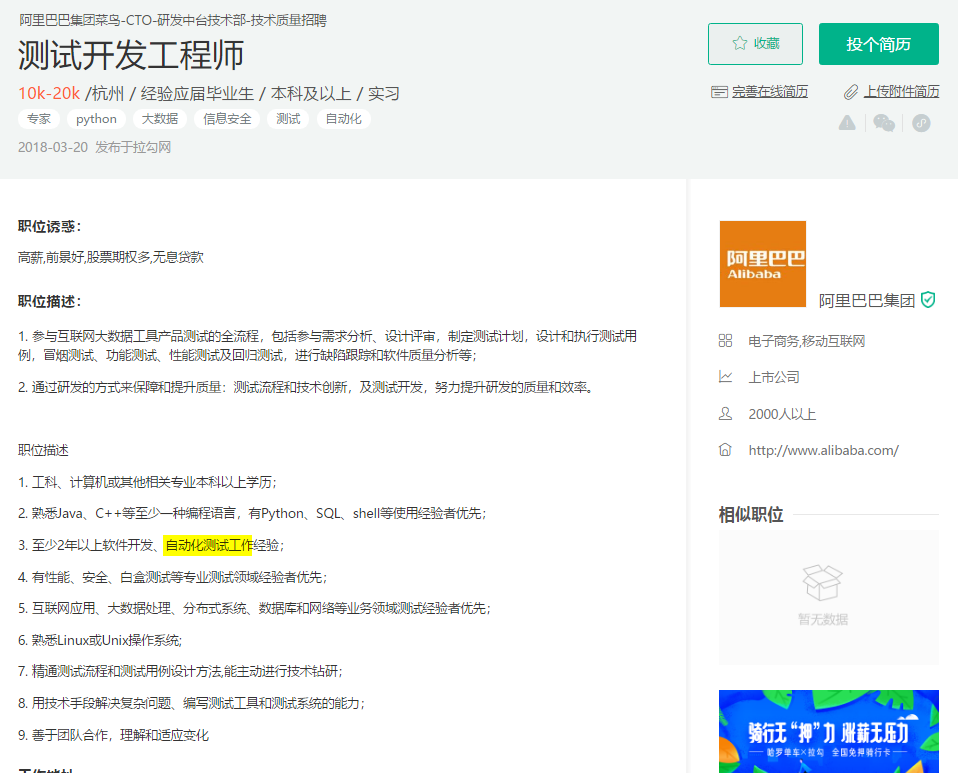 阿里巴巴集团菜鸟-CTO-研发中台技术部-技术质量招聘
测试开发工程师
10k-20k /杭州 / 经验应届毕业生 / 本科及以上 / 实习
专家 python 大数据 信息安全 测试 自动化
2018-03-20 发布于拉勾网
收藏
投个简历
完善在线简历
上传附件简历
职位诱惑：
高薪,前景好,股票期权多,无息贷款
职位描述：
1. 参与互联网大数据工具产品测试的全流程，包括参与需求分析、设计评审，制定测试计划，设计和执行测试用
例，冒烟测试、功能测试、性能测试及回归测试，进行缺陷跟踪和软件质量分析等；
2. 通过研发的方式来保障和提升质量：测试流程和技术创新，及测试开发，努力提升研发的质量和效率。
职位描述
1. 工科、计算机或其他相关专业本科以上学历；
2. 熟悉Java、C++等至少一种编程语言，有Python、SQL、shell等使用经验者优先；
3. 至少2年以上软件开发、自动化测试工作经验；
4. 有性能、安全、白盒测试等专业测试领域经验者优先；
5. 互联网应用、大数据处理、分布式系统、数据库和网络等业务领域测试经验者优先；
6. 熟悉Linux或Unix操作系统;
7. 精通测试流程和测试用例设计方法,能主动进行技术钻研；
8. 用技术手段解决复杂问题、编写测试工具和测试系统的能力；
9. 善于团队合作，理解和适应变化
阿里巴巴
Alibaba
阿里巴巴集团
电子商务,移动互联网
上市公司
2000人以上
http://www.alibaba.com/
相似职位
暂无数据
骑行无“押”力 涨薪无压力
哈罗单车×拉勾 全国免押骑行卡